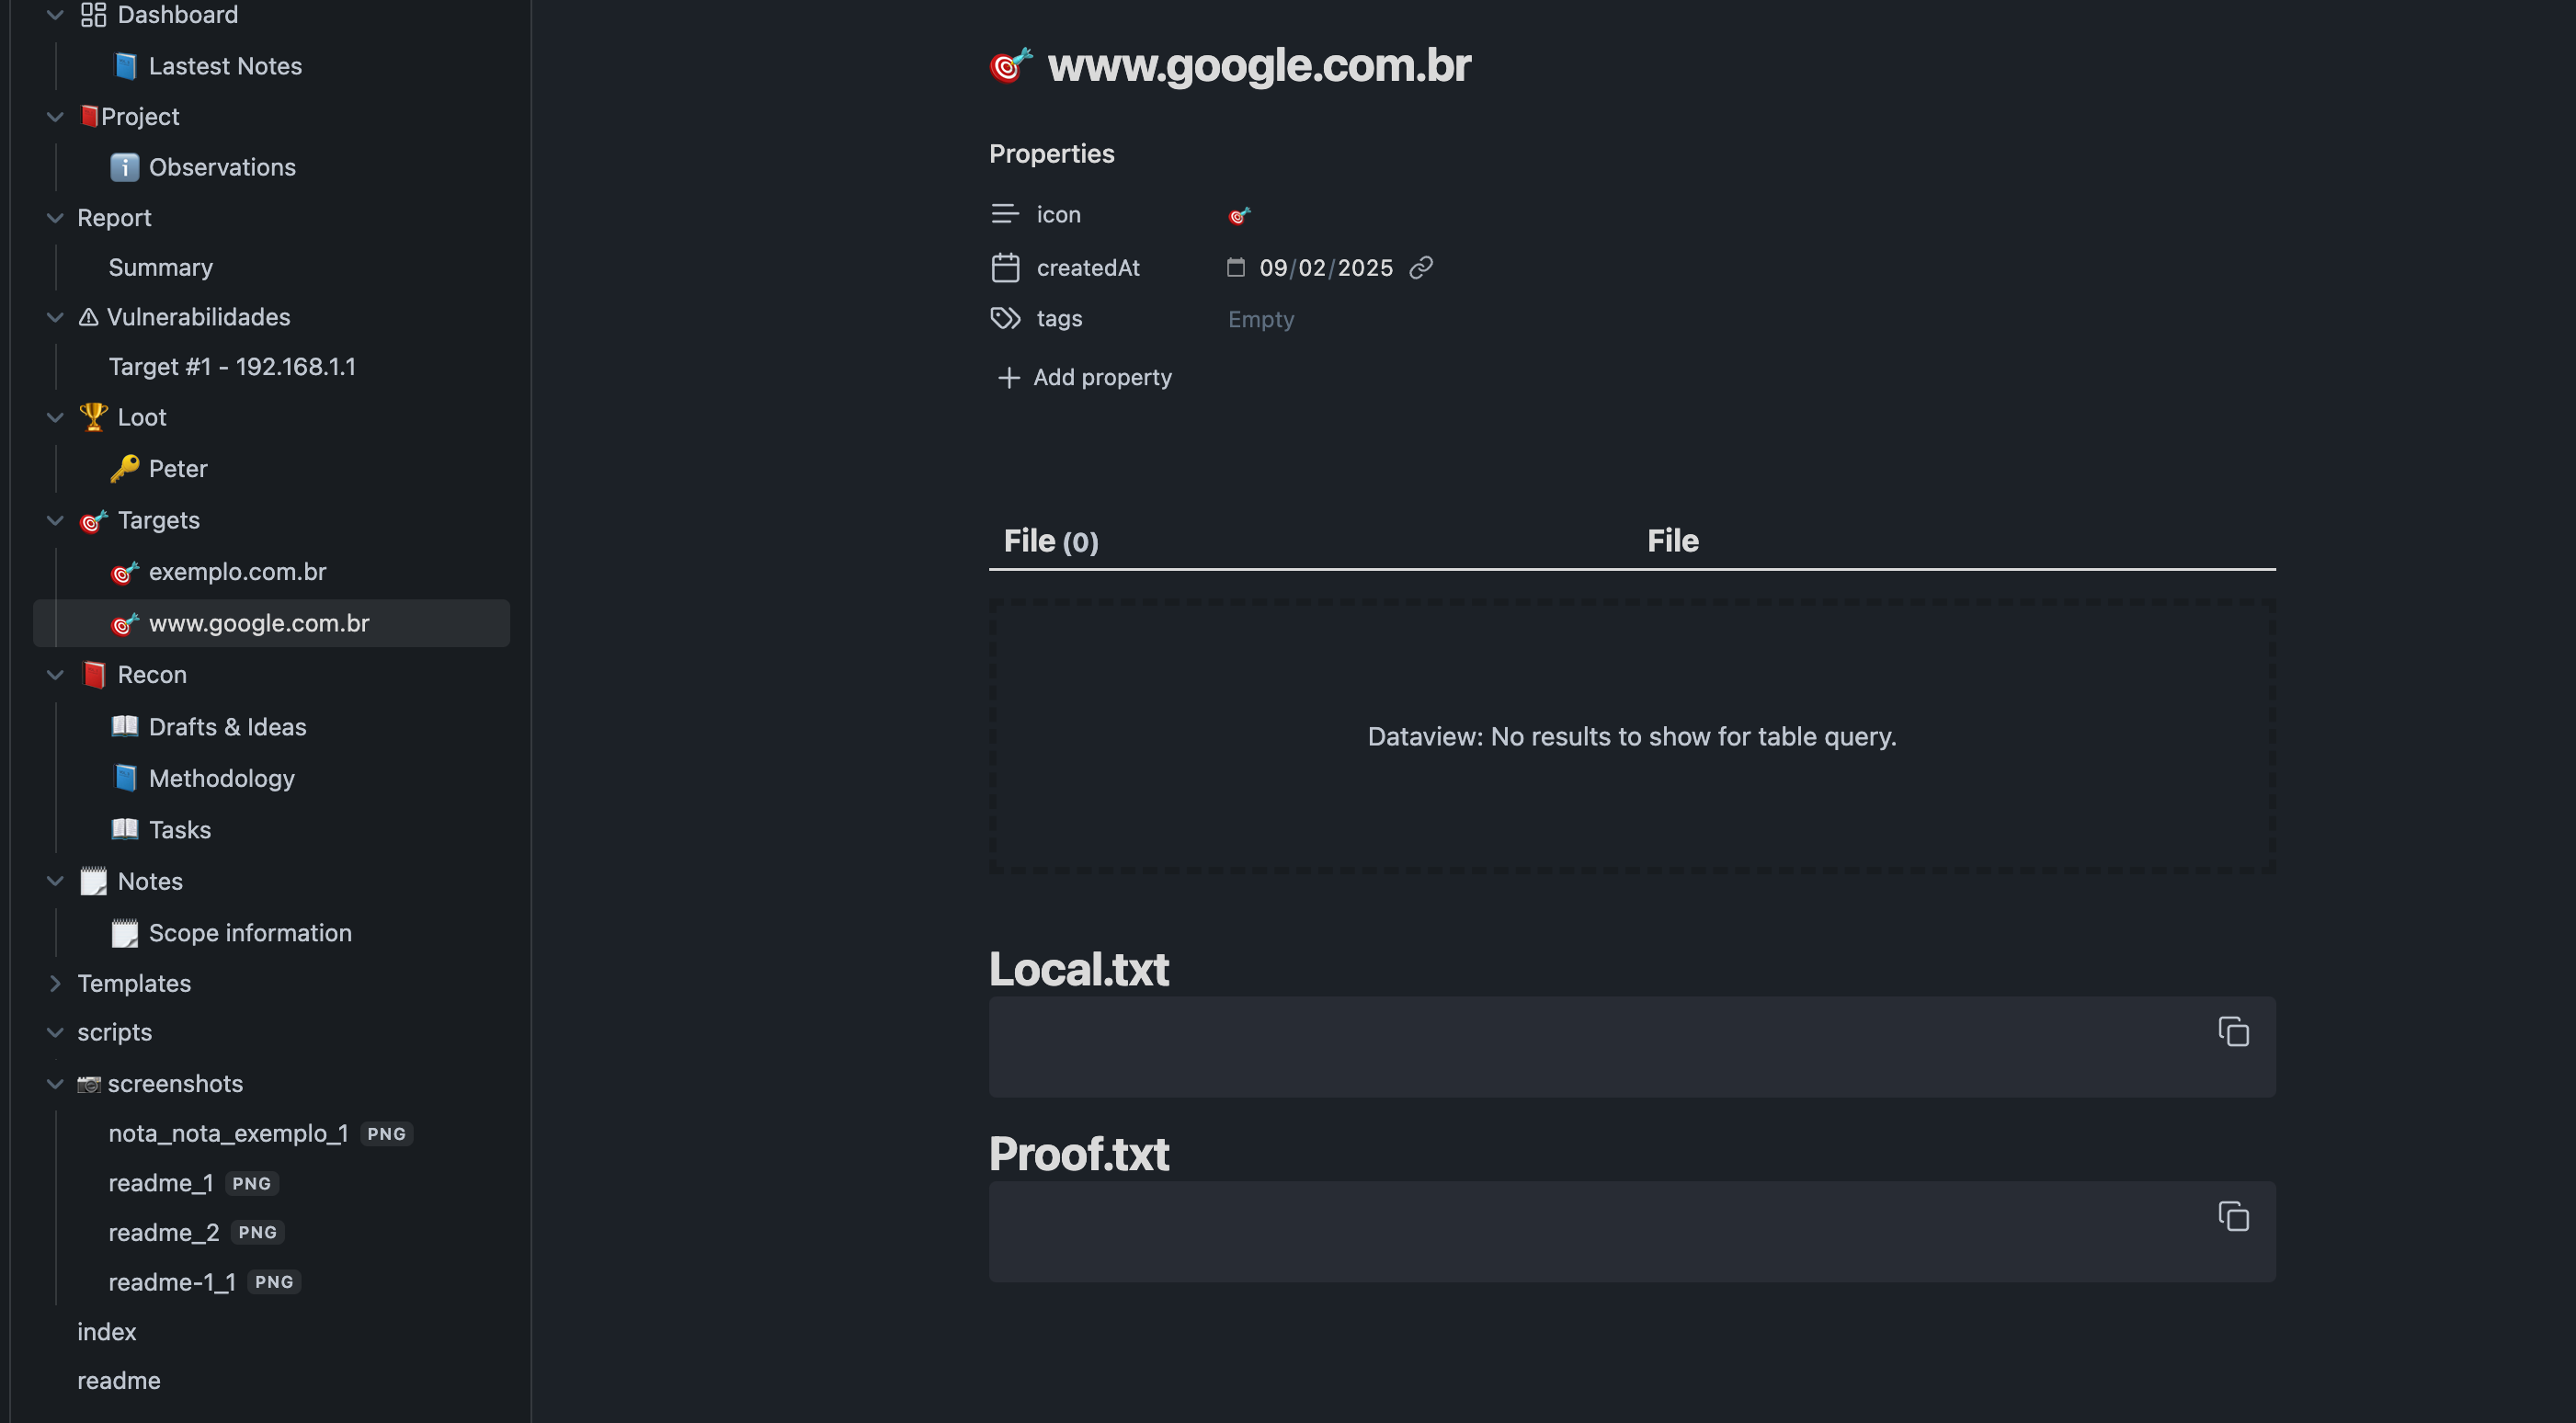 Dashboard
Lastest Notes
Project
Observations
Report
Summary
Vulnerabilidades
Target #1 - 192.168.1.1
Loot
Peter
Targets
exemplo.com.br
www.google.com.br
Recon
Drafts & Ideas
Methodology
Tasks
Notes
Scope information
Templates
scripts
screenshots
nota_nota_exemplo_1 PNG
readme_1 PNG
readme_2 PNG
readme-1_1 PNG
index
readme
www.google.com.br
Properties
icon
createdAt 09/02/2025
tags Empty
Add property
File (0) File
Dataview: No results to show for table query.
Local.txt
Proof.txt